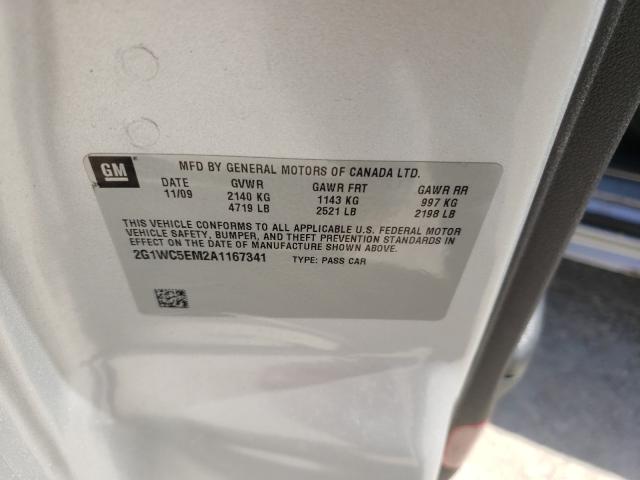 GM
MFD BY GENERAL MOTORS OF CANADA LTD.
DATE GVWR GAWR FRT GAWR RR
11/09 2140 KG 1143 KG 997 KG
4719 LB 2521 LB 2198 LB
THIS VEHICLE CONFORMS TO ALL APPLICABLE U.S. FEDERAL MOTOR
VEHICLE SAFETY, BUMPER, AND THEFT PREVENTION STANDARDS IN
EFFECT ON THE DATE OF MANUFACTURE SHOWN ABOVE.
2G1WC5EM2A1167341 TYPE: PASS CAR